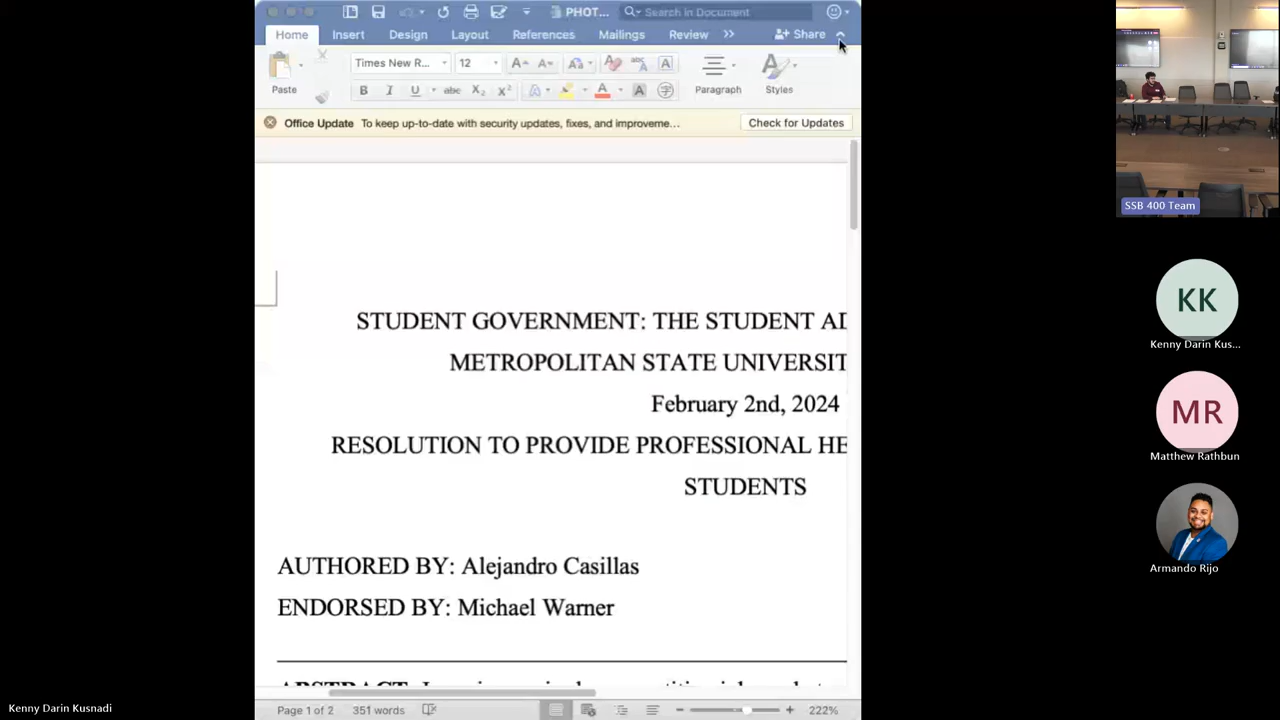 PHOT...
Search in Document
Home
Insert
Design
Layout
References
Mailings
Review
Share
Paste
Times New R...
12
Paragraph
Styles
Office Update
To keep up-to-date with security updates, fixes, and improveme...
Check for Updates
STUDENT GOVERNMENT: THE STUDENT AD
METROPOLITAN STATE UNIVERSIT
February 2nd, 2024
RESOLUTION TO PROVIDE PROFESSIONAL HE
STUDENTS
AUTHORED BY: Alejandro Casillas
ENDORSED BY: Michael Warner
Page 1 of 2
351 words
222%
SSB 400 Team
KK
Kenny Darin Kus...
MR
Matthew Rathbun
Armando Rijo
Kenny Darin Kusnadi